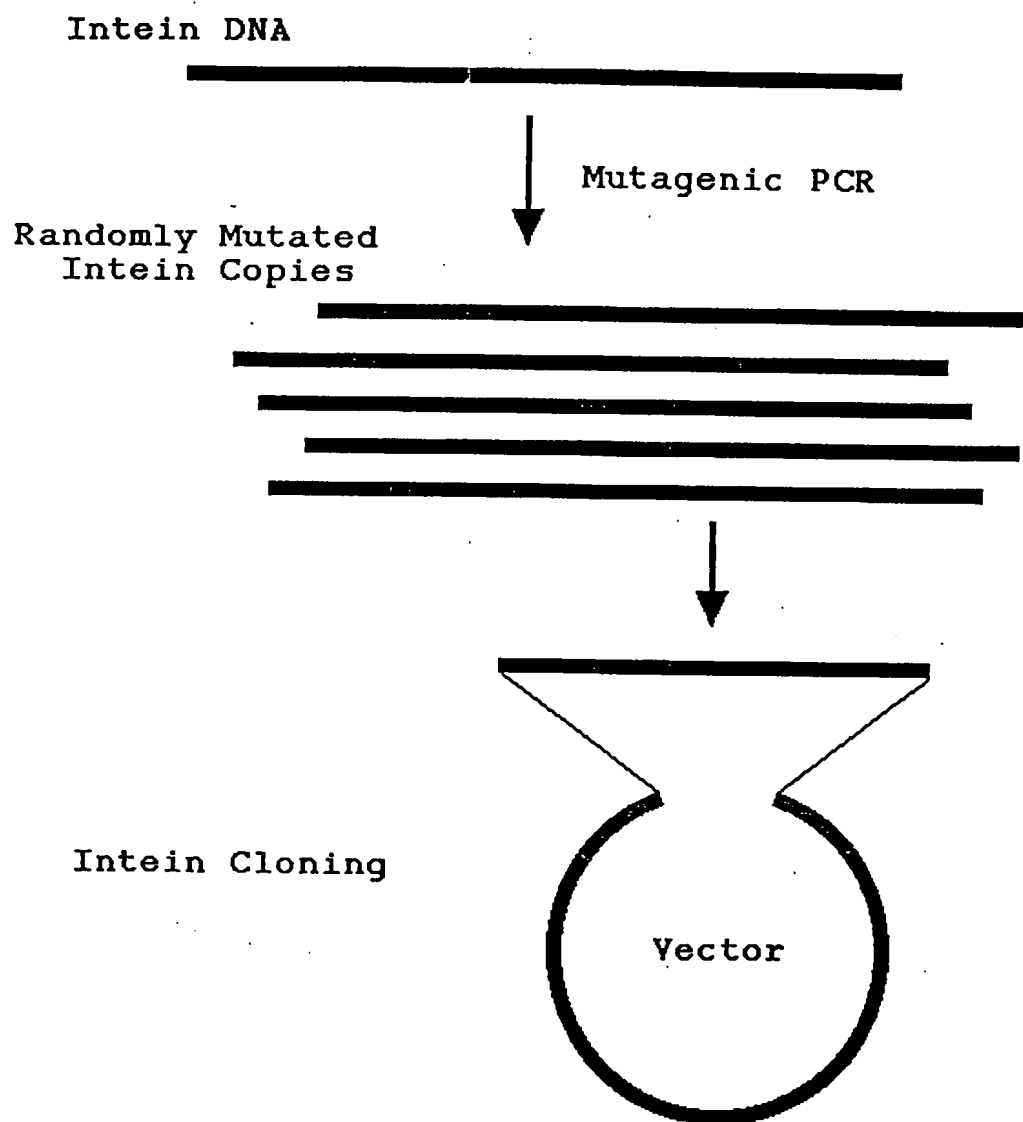 Intein DNA
Mutagenic PCR
Randomly Mutated
Intein Copies
Intein Cloning
Vector